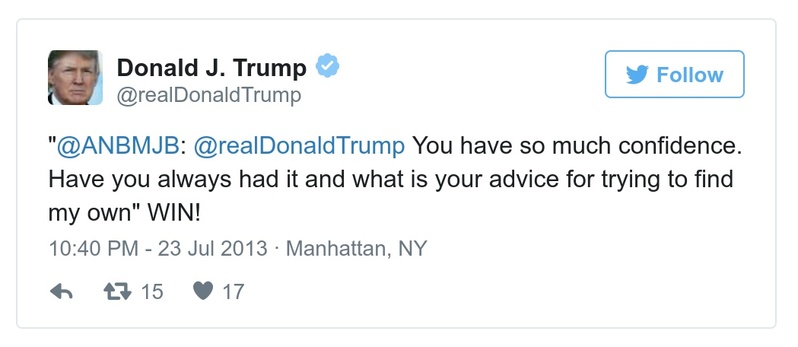 Donald J. Trump
@realDonaldTrump
Follow
"@ANBMJB: @realDonaldTrump You have so much confidence.
Have you always had it and what is your advice for trying to find
my own" WIN!
10:40 PM - 23 Jul 2013 · Manhattan, NY
15 17